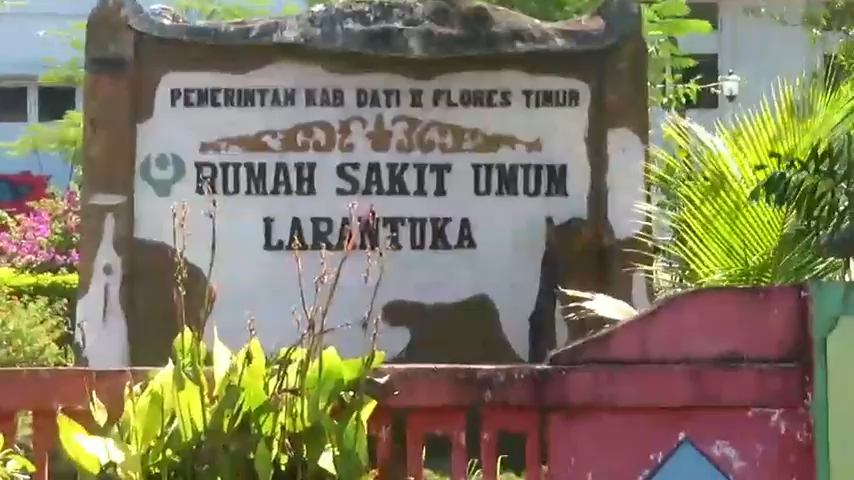 PEMERINTAH KAB DATI II FLORES TIMUR
RUMAH SAKIT UMUM
LARANTUKA